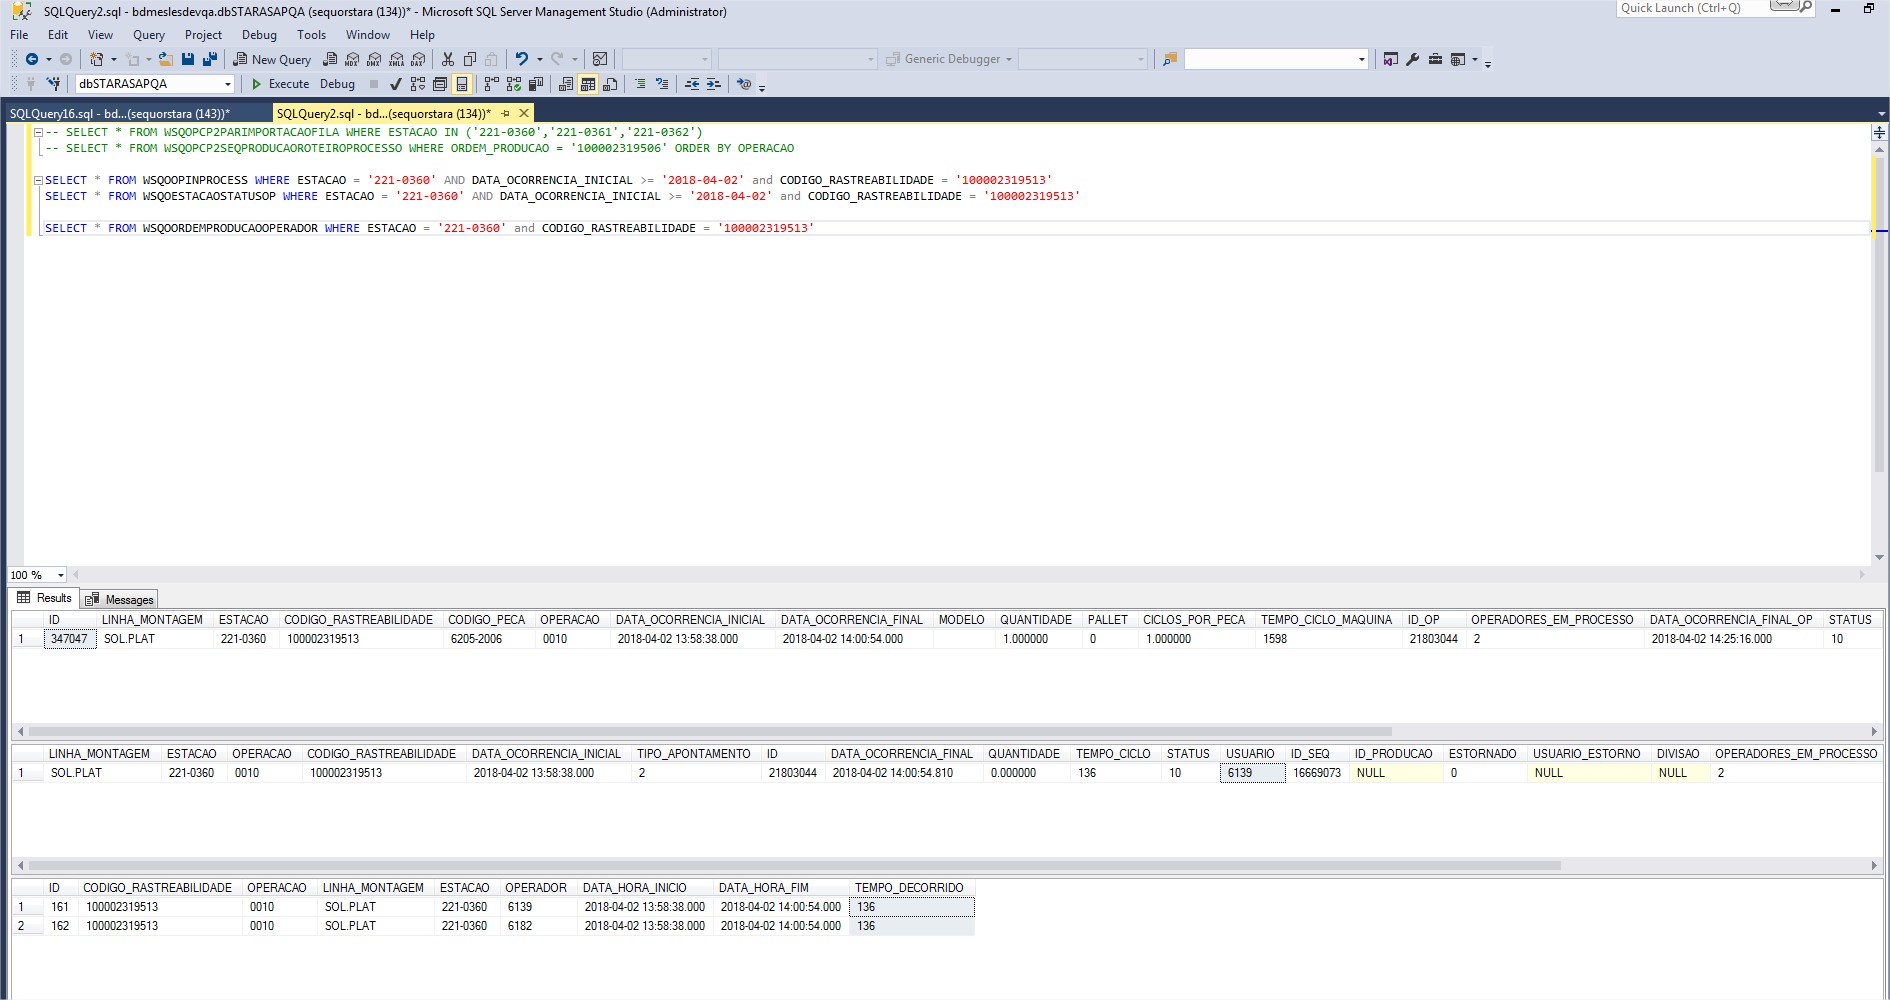 SQLQuery2.sql - bdmeslesdevqa.dbSTARASAPQA (sequorstara (134))* - Microsoft SQL Server Management Studio (Administrator)
Quick Launch (Ctrl+Q)
File Edit View Query Project Debug Tools Window Help
New Query MDX DMX XMLA DAX Generic Debugger
dbSTARASAPQA Execute Debug
SQLQuery16.sql - bd...(sequorstara (143))* SQLQuery2.sql - bd...(sequorstara (134))*
-- SELECT * FROM WSQOPCP2PARIMPORTACAOFILA WHERE ESTACAO IN ('221-0360','221-0361','221-0362')
-- SELECT * FROM WSQOPCP2SEQPRODUCAOROTEIROPROCESSO WHERE ORDEM_PRODUCAO = '100002319506' ORDER BY OPERACAO
SELECT * FROM WSQOOPINPROCESS WHERE ESTACAO = '221-0360' AND DATA_OCORRENCIA_INICIAL >= '2018-04-02' and CODIGO_RASTREABILIDADE = '100002319513'
SELECT * FROM WSQOESTACAOSTATUSOP WHERE ESTACAO = '221-0360' AND DATA_OCORRENCIA_INICIAL >= '2018-04-02' and CODIGO_RASTREABILIDADE = '100002319513'
SELECT * FROM WSQOORDEMPRODUCAOOPERADOR WHERE ESTACAO = '221-0360' and CODIGO_RASTREABILIDADE = '100002319513'
100 %
Results Messages
ID LINHA_MONTAGEM ESTACAO CODIGO_RASTREABILIDADE CODIGO_PECA OPERACAO DATA_OCORRENCIA_INICIAL DATA_OCORRENCIA_FINAL MODELO QUANTIDADE PALLET CICLOS_POR_PECA TEMPO_CICLO_MAQUINA ID_OP OPERADORES_EM_PROCESSO DATA_OCORRENCIA_FINAL_OP STATUS
1 347047 SOL.PLAT 221-0360 100002319513 6205-2006 0010 2018-04-02 13:58:38.000 2018-04-02 14:00:54.000 1.000000 0 1.000000 1598 21803044 2 2018-04-02 14:25:16.000 10
LINHA_MONTAGEM ESTACAO OPERACAO CODIGO_RASTREABILIDADE DATA_OCORRENCIA_INICIAL TIPO_APONTAMENTO ID DATA_OCORRENCIA_FINAL QUANTIDADE TEMPO_CICLO STATUS USUARIO ID_SEQ ID_PRODUCAO ESTORNADO USUARIO_ESTORNO DIVISAO OPERADORES_EM_PROCESSO
1 SOL.PLAT 221-0360 0010 100002319513 2018-04-02 13:58:38.000 2 21803044 2018-04-02 14:00:54.810 0.000000 136 10 6139 16669073 NULL 0 NULL NULL 2
ID CODIGO_RASTREABILIDADE OPERACAO LINHA_MONTAGEM ESTACAO OPERADOR DATA_HORA_INICIO DATA_HORA_FIM TEMPO_DECORRIDO
1 161 100002319513 0010 SOL.PLAT 221-0360 6139 2018-04-02 13:58:38.000 2018-04-02 14:00:54.000 136
2 162 100002319513 0010 SOL.PLAT 221-0360 6182 2018-04-02 13:58:38.000 2018-04-02 14:00:54.000 136